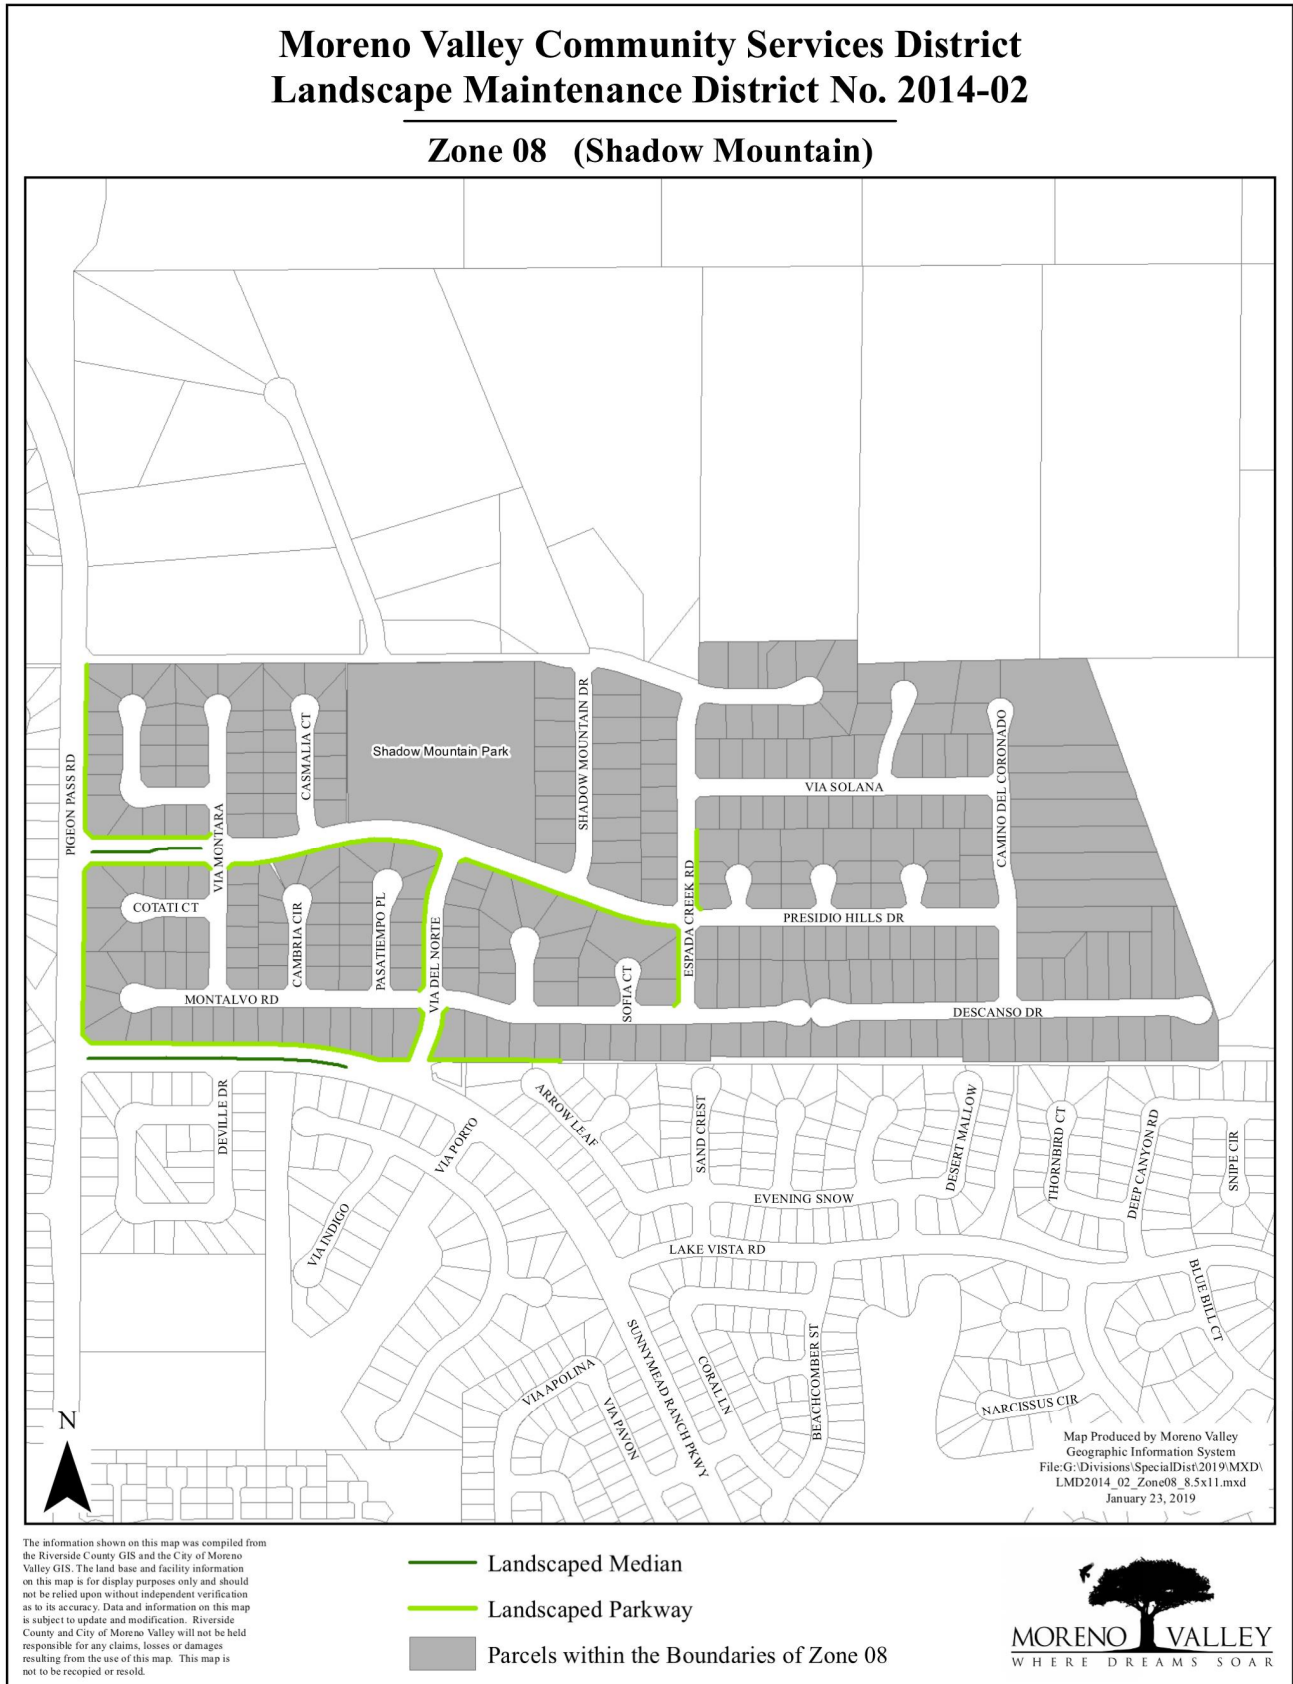 Moreno Valley Community Services District
Landscape Maintenance District No. 2014-02
Zone 08 (Shadow Mountain)
PIGEON PASS RD
VIA MONTARA
CASMALIA CT
Shadow Mountain Park
SHADOW MOUNTAIN DR
VIA SOLANA
CAMINO DEL CORONADO
COTATI CT
CAMBRIA CIR
PASATIEMPO PL
VIA DEL NORTE
ESPADA CREEK RD
PRESIDIO HILLS DR
MONTALVO RD
SOFIA CT
DESCANSO DR
DEVILLE DR
VIA PORTO
ARROW LEAF
SAND CREST
DESERT MALLOW
THORNBIRD CT
DEEP CANYON RD
SNIPE CIR
EVENING SNOW
VIA INDIGO
LAKE VISTA RD
BLUE BILL CT
SUNNYMEAD RANCH PKWY
CORAL LN
BEACHCOMBER ST
VIA APOLINA
VIA PAVON
NARCISSUS CIR
N
Map Produced by Moreno Valley
Geographic Information System
File:G:\Divisions\SpecialDist\2019\MXD\
LMD2014_02_Zone08_8.5x11.mxd
January 23, 2019
The information shown on this map was compiled from
the Riverside County GIS and the City of Moreno
Valley GIS. The land base and facility information
on this map is for display purposes only and should
not be relied upon without independent verification
as to its accuracy. Data and information on this map
is subject to update and modification. Riverside
County and City of Moreno Valley will not be held
responsible for any claims, losses or damages
resulting from the use of this map. This map is
not to be recopied or resold.
Landscaped Median
Landscaped Parkway
Parcels within the Boundaries of Zone 08
MORENO VALLEY
WHERE DREAMS SOAR